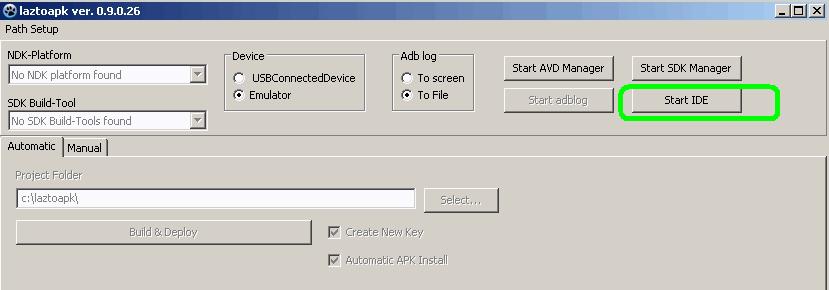 laztoapk ver. 0.9.0.26
Path Setup
NDK-Platform
No NDK platform found
SDK Build-Tool
No SDK Build-Tools found
Device
USBConnectedDevice
Emulator
Adb log
To screen
To File
Start AVD Manager
Start SDK Manager
Start adblog
Start IDE
Automatic
Manual
Project Folder
c:\laztoapk\
Select...
Build & Deploy
Create New Key
Automatic APK Install